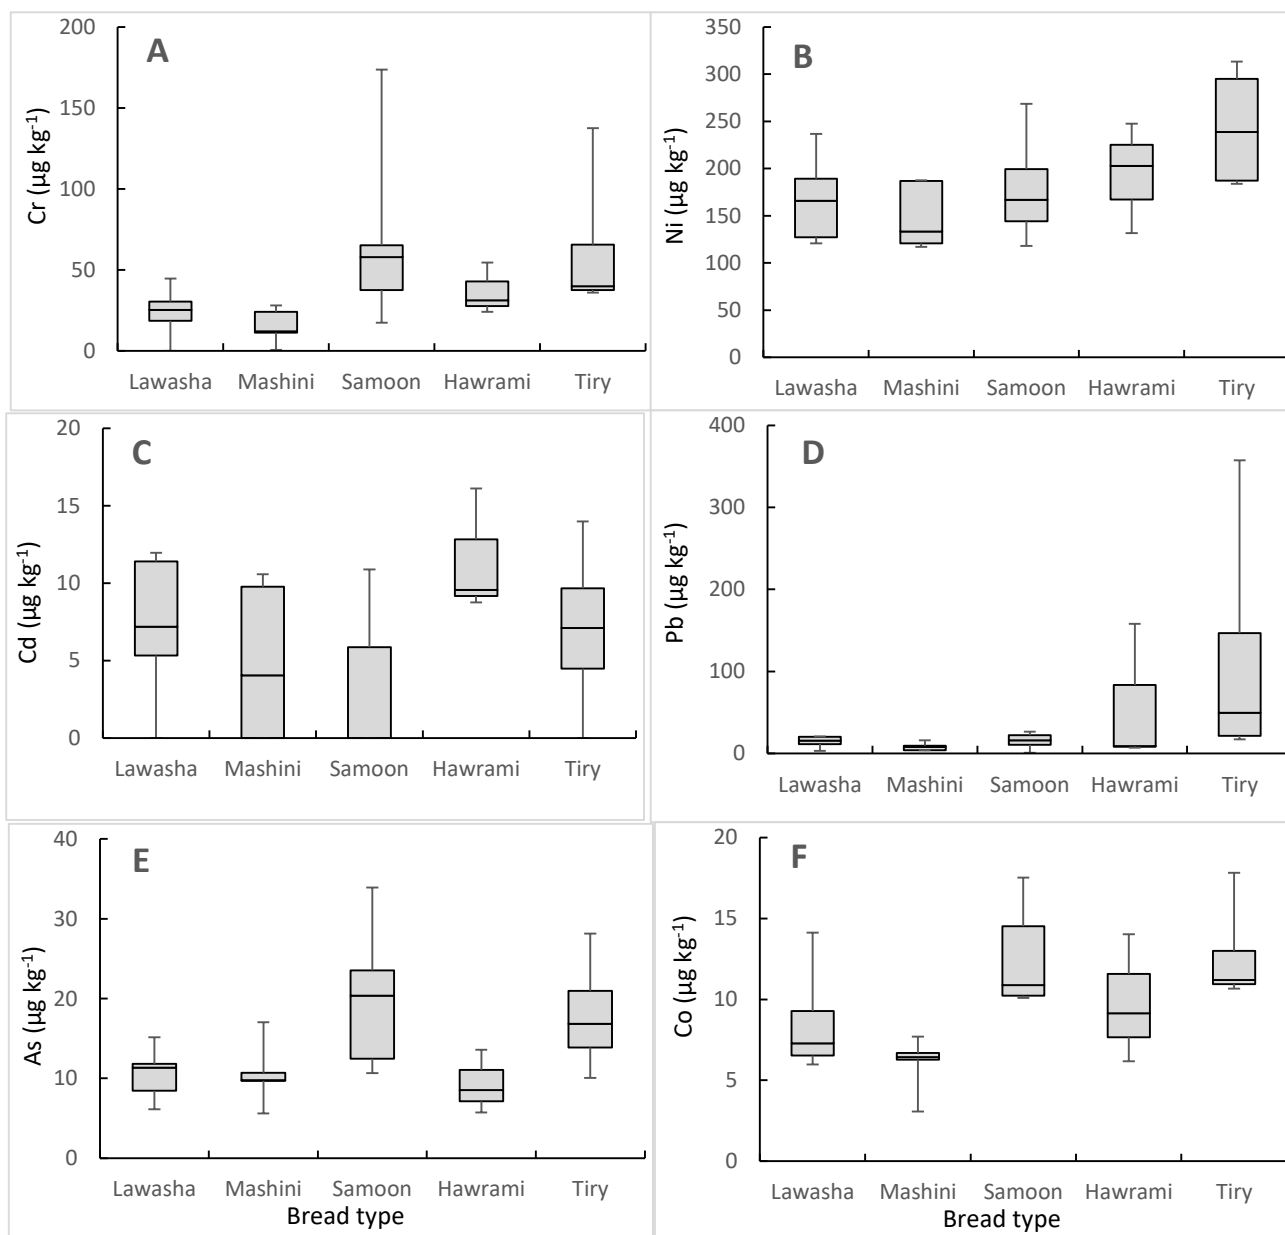 A
Cr (µg kg⁻¹)
200
150
100
50
0
Lawasha Mashini Samoon Hawrami Tiry
B
Ni (µg kg⁻¹)
350
300
250
200
150
100
50
0
Lawasha Mashini Samoon Hawrami Tiry
C
Cd (µg kg⁻¹)
20
15
10
5
0
Lawasha Mashini Samoon Hawrami Tiry
D
Pb (µg kg⁻¹)
400
300
200
100
0
Lawasha Mashini Samoon Hawrami Tiry
E
As (µg kg⁻¹)
40
30
20
10
0
Lawasha Mashini Samoon Hawrami Tiry
Bread type
F
Co (µg kg⁻¹)
20
15
10
5
0
Lawasha Mashini Samoon Hawrami Tiry
Bread type